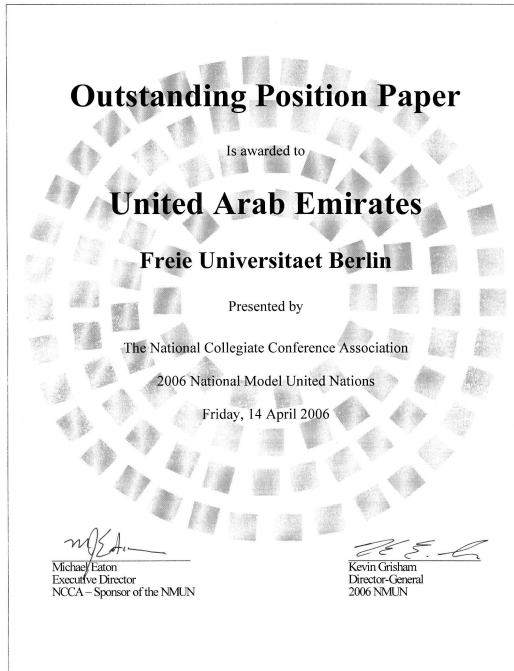 Outstanding Position Paper
Is awarded to
United Arab Emirates
Freie Universitaet Berlin
Presented by
The National Collegiate Conference Association
2006 National Model United Nations
Friday, 14 April 2006
Michael Eaton
Executive Director
NCCA – Sponsor of the NMUN
Kevin Grisham
Director-General
2006 NMUN